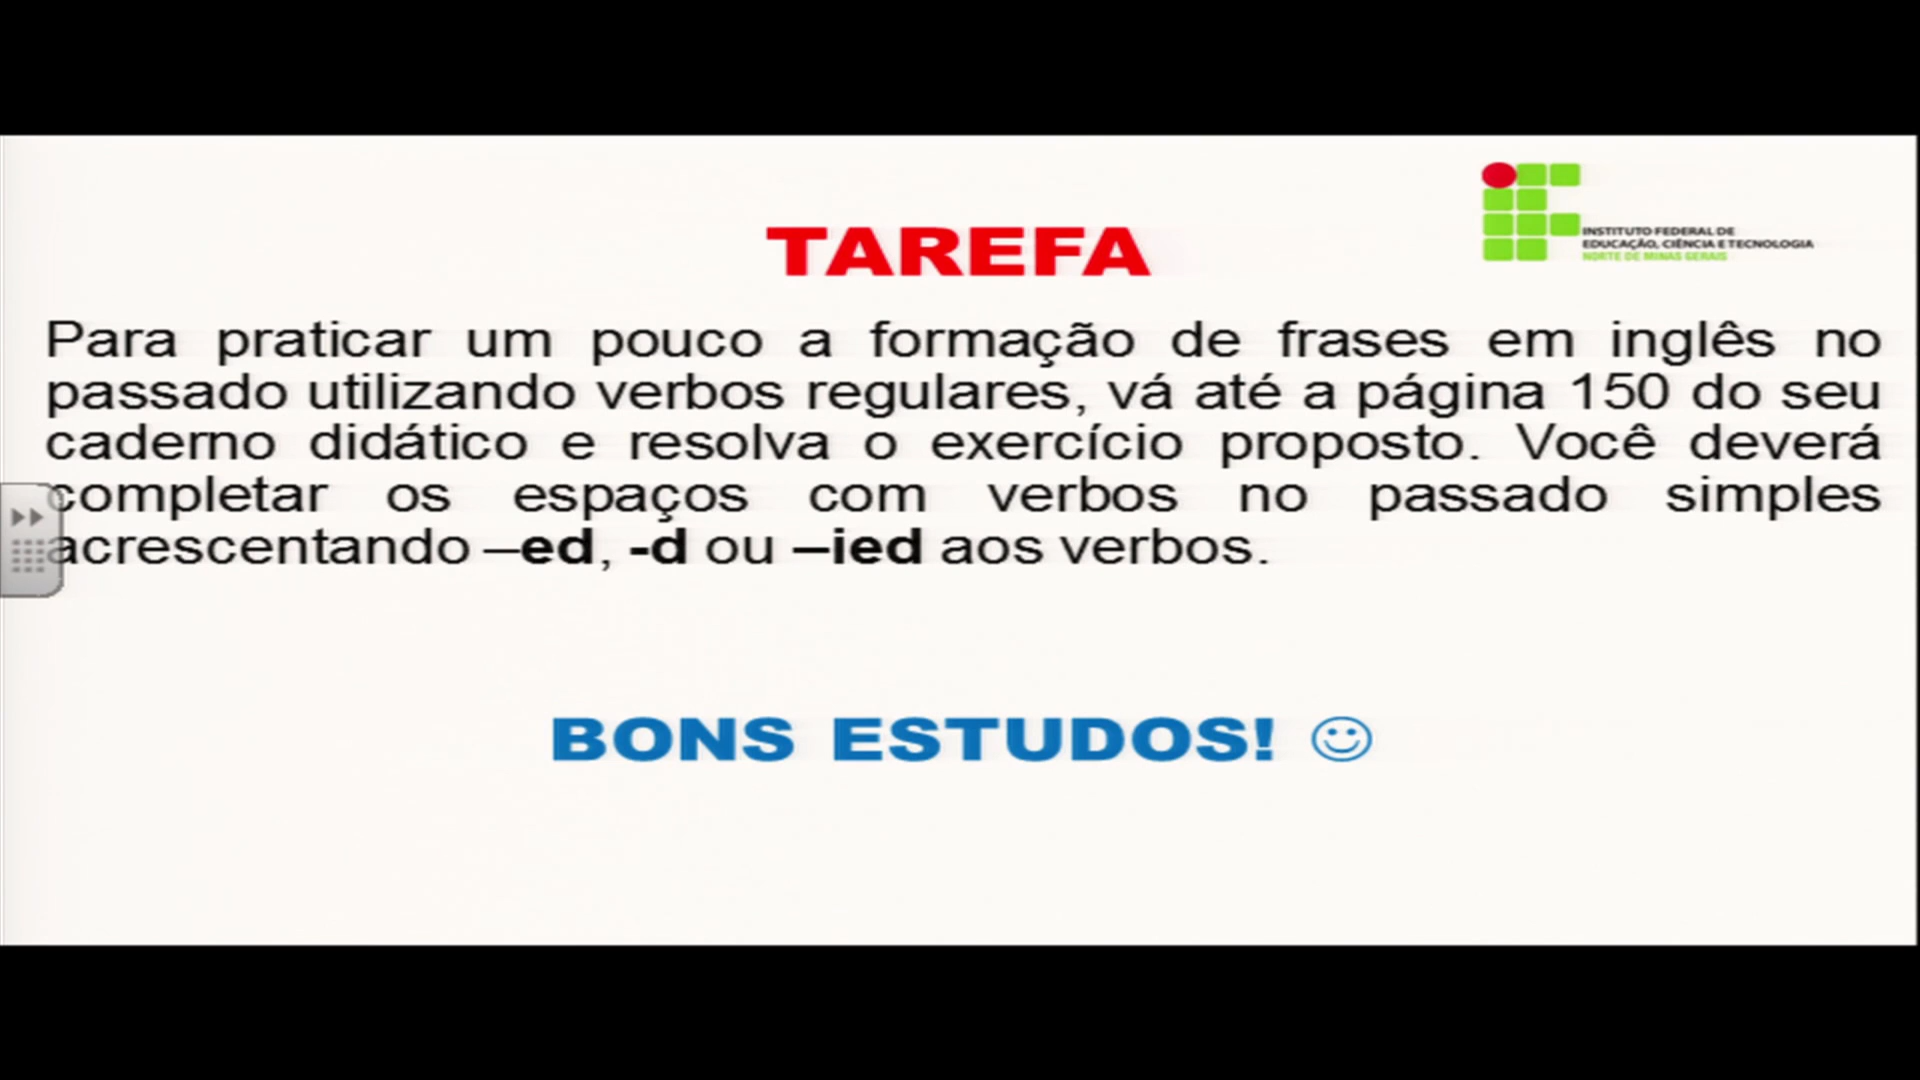 INSTITUTO FEDERAL DE
EDUCAÇÃO, CIÊNCIA E TECNOLOGIA
NORTE DE MINAS GERAIS
TAREFA
Para praticar um pouco a formação de frases em inglês no
passado utilizando verbos regulares, vá até a página 150 do seu
caderno didático e resolva o exercício proposto. Você deverá
completar os espaços com verbos no passado simples
acrescentando –ed, -d ou –ied aos verbos.
BONS ESTUDOS! ☺